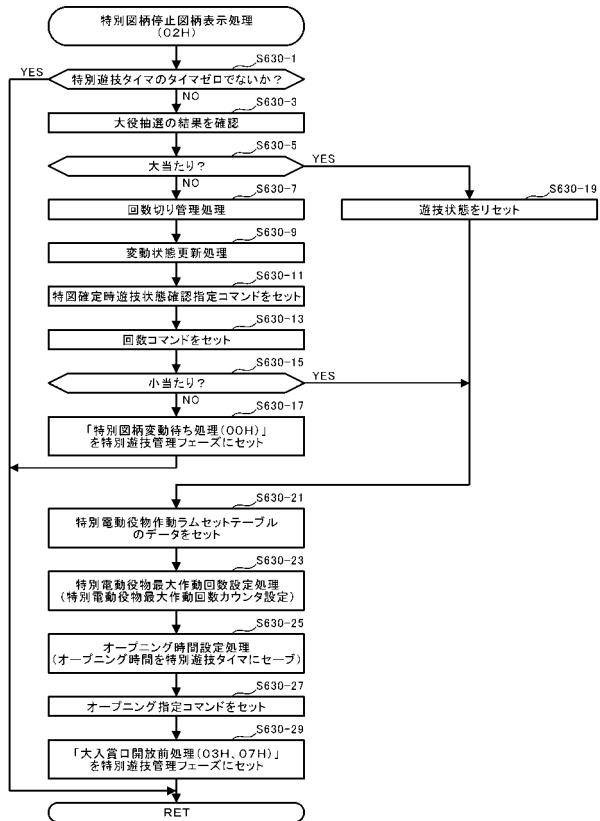 特別図柄停止図柄表示処理
(02H)
S630-1
YES
特別遊技タイマのタイマゼロでないか？
NO
S630-3
大役抽選の結果を確認
S630-5
大当たり？
YES
NO
S630-7
S630-19
回数切り管理処理
遊技状態をリセット
S630-9
変動状態更新処理
S630-11
特図確定時遊技状態確認指定コマンドをセット
S630-13
回数コマンドをセット
S630-15
小当たり？
YES
NO
S630-17
「特別図柄変動待ち処理(00H)」
を特別遊技管理フェーズにセット
S630-21
特別電動役物作動ラムセットテーブル
のデータをセット
S630-23
特別電動役物最大作動回数設定処理
(特別電動役物最大作動回数カウンタ設定)
S630-25
オープニング時間設定処理
(オープニング時間を特別遊技タイマにセーブ)
S630-27
オープニング指定コマンドをセット
S630-29
「大入賞口開放前処理(03H、07H)」
を特別遊技管理フェーズにセット
RET